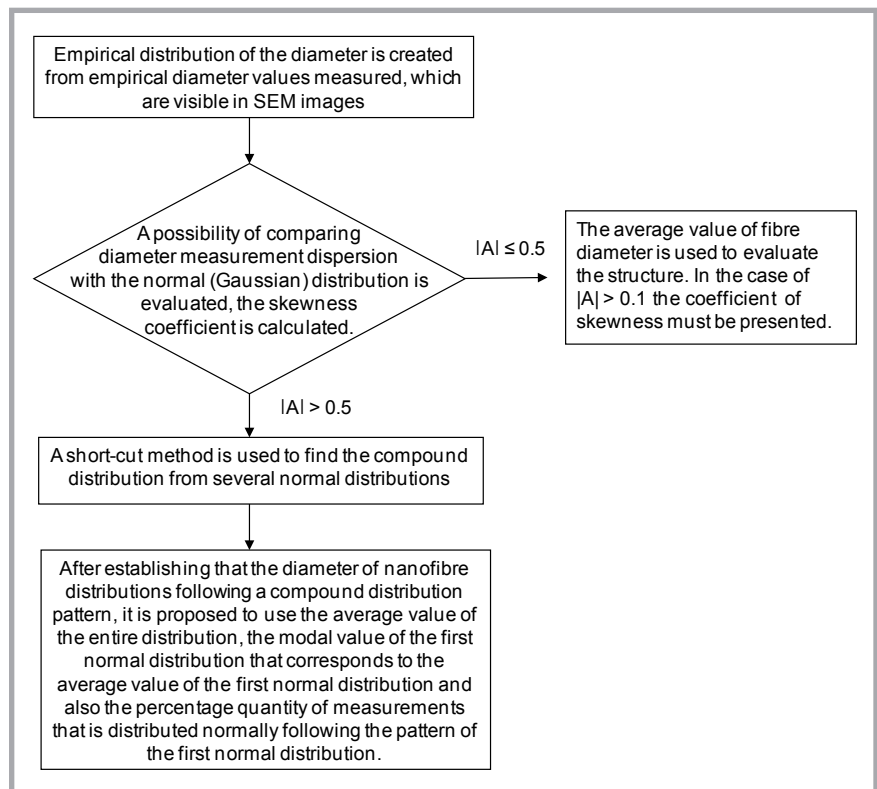 Empirical distribution of the diameter is created
from empirical diameter values measured, which
are visible in SEM images
A possibility of comparing
diameter measurement dispersion
with the normal (Gaussian) distribution is
evaluated, the skewness
coefficient is calculated.
|A| ≤ 0.5
The average value of fibre
diameter is used to evaluate
the structure. In the case of
|A| > 0.1 the coefficient of
skewness must be presented.
|A| > 0.5
A short-cut method is used to find the compound
distribution from several normal distributions
After establishing that the diameter of nanofibre
distributions following a compound distribution
pattern, it is proposed to use the average value of
the entire distribution, the modal value of the first
normal distribution that corresponds to the
average value of the first normal distribution and
also the percentage quantity of measurements
that is distributed normally following the pattern of
the first normal distribution.